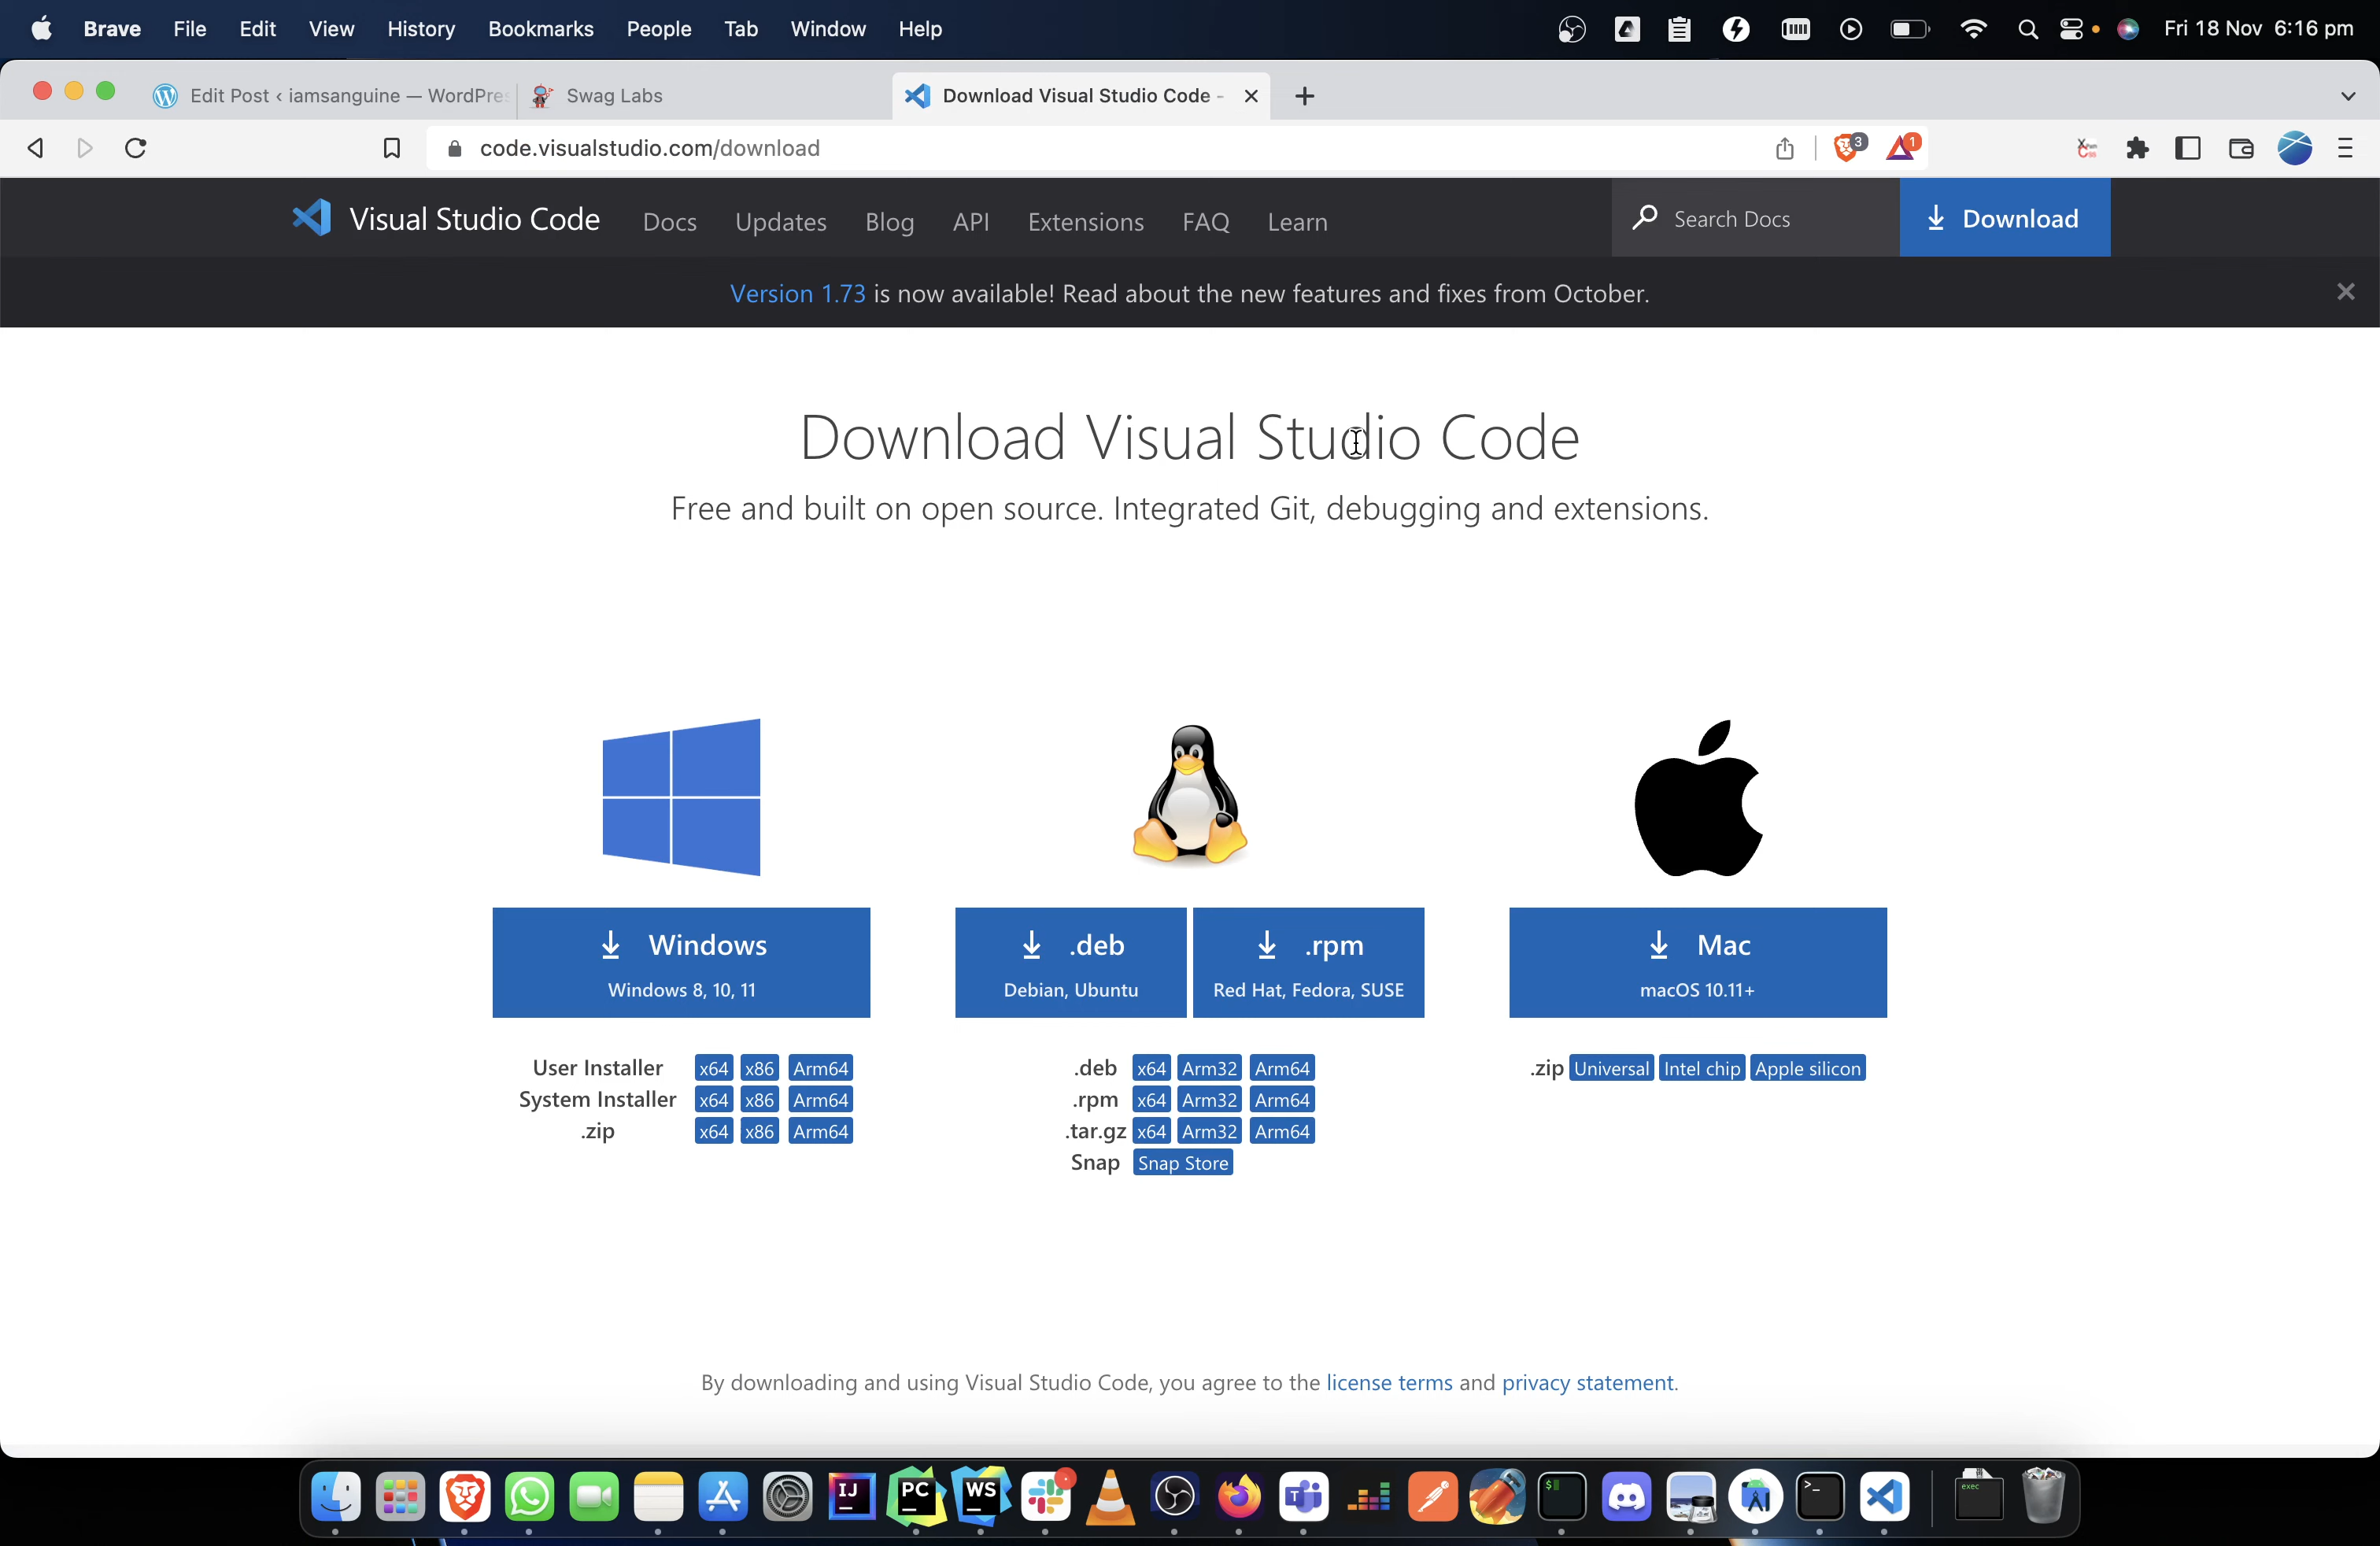 Brave File Edit View History Bookmarks People Tab Window Help Fri 18 Nov 6:16 pm
Edit Post ‹ iamsanguine — WordPres Swag Labs Download Visual Studio Code -
code.visualstudio.com/download 3 1
Visual Studio Code Docs Updates Blog API Extensions FAQ Learn Search Docs Download
Version 1.73 is now available! Read about the new features and fixes from October.
Download Visual Studio Code
Free and built on open source. Integrated Git, debugging and extensions.
Windows .deb .rpm Mac
Windows 8, 10, 11 Debian, Ubuntu Red Hat, Fedora, SUSE macOS 10.11+
User Installer x64 x86 Arm64 .deb x64 Arm32 Arm64 .zip Universal Intel chip Apple silicon
System Installer x64 x86 Arm64 .rpm x64 Arm32 Arm64
.zip x64 x86 Arm64 .tar.gz x64 Arm32 Arm64
Snap Snap Store
By downloading and using Visual Studio Code, you agree to the license terms and privacy statement.
IJ PC WS $ >_ exec